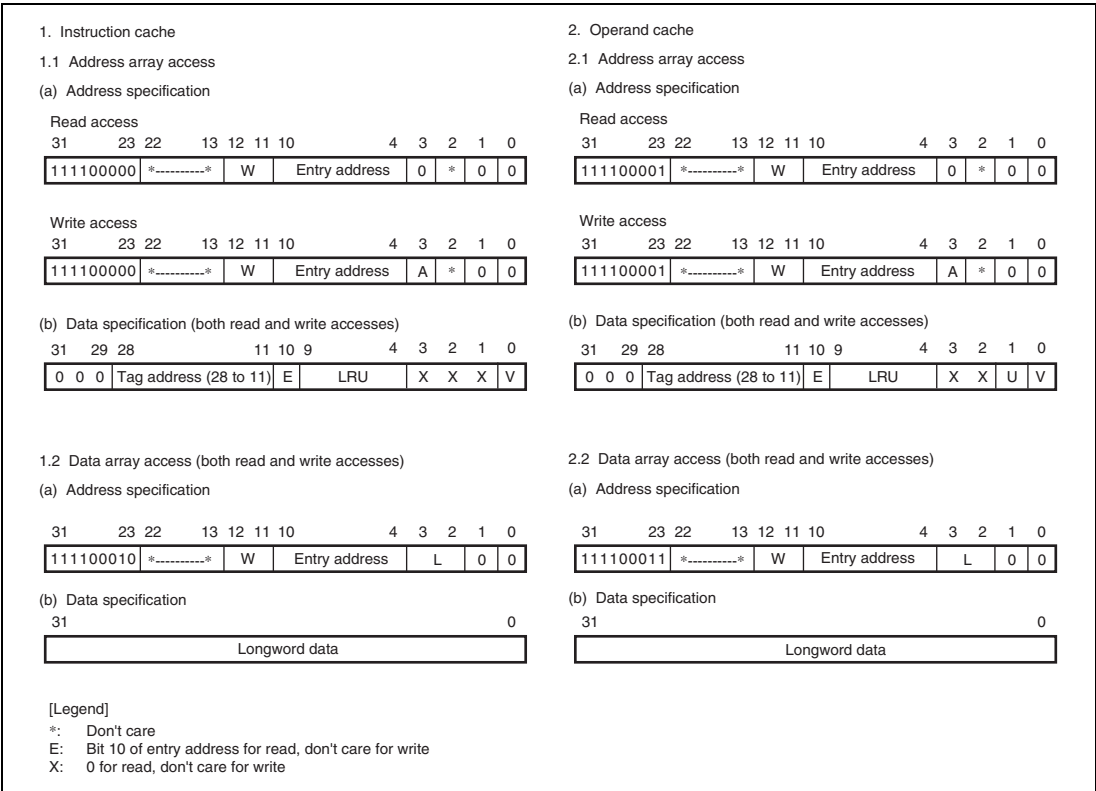 1. Instruction cache
1.1 Address array access
(a) Address specification
Read access
31 23 22 13 12 11 10 4 3 2 1 0
111100000 *----------* W Entry address 0 * 0 0
Write access
31 23 22 13 12 11 10 4 3 2 1 0
111100000 *----------* W Entry address A * 0 0
(b) Data specification (both read and write accesses)
31 29 28 11 10 9 4 3 2 1 0
0 0 0 Tag address (28 to 11) E LRU X X X V
1.2 Data array access (both read and write accesses)
(a) Address specification
31 23 22 13 12 11 10 4 3 2 1 0
111100010 *---------* W Entry address L 0 0
(b) Data specification
31 0
Longword data
2. Operand cache
2.1 Address array access
(a) Address specification
Read access
31 23 22 13 12 11 10 4 3 2 1 0
111100001 *----------* W Entry address 0 * 0 0
Write access
31 23 22 13 12 11 10 4 3 2 1 0
111100001 *----------* W Entry address A * 0 0
(b) Data specification (both read and write accesses)
31 29 28 11 10 9 4 3 2 1 0
0 0 0 Tag address (28 to 11) E LRU X X U V
2.2 Data array access (both read and write accesses)
(a) Address specification
31 23 22 13 12 11 10 4 3 2 1 0
111100011 *----------* W Entry address L 0 0
(b) Data specification
31 0
Longword data
[Legend]
*: Don't care
E: Bit 10 of entry address for read, don't care for write
X: 0 for read, don't care for write